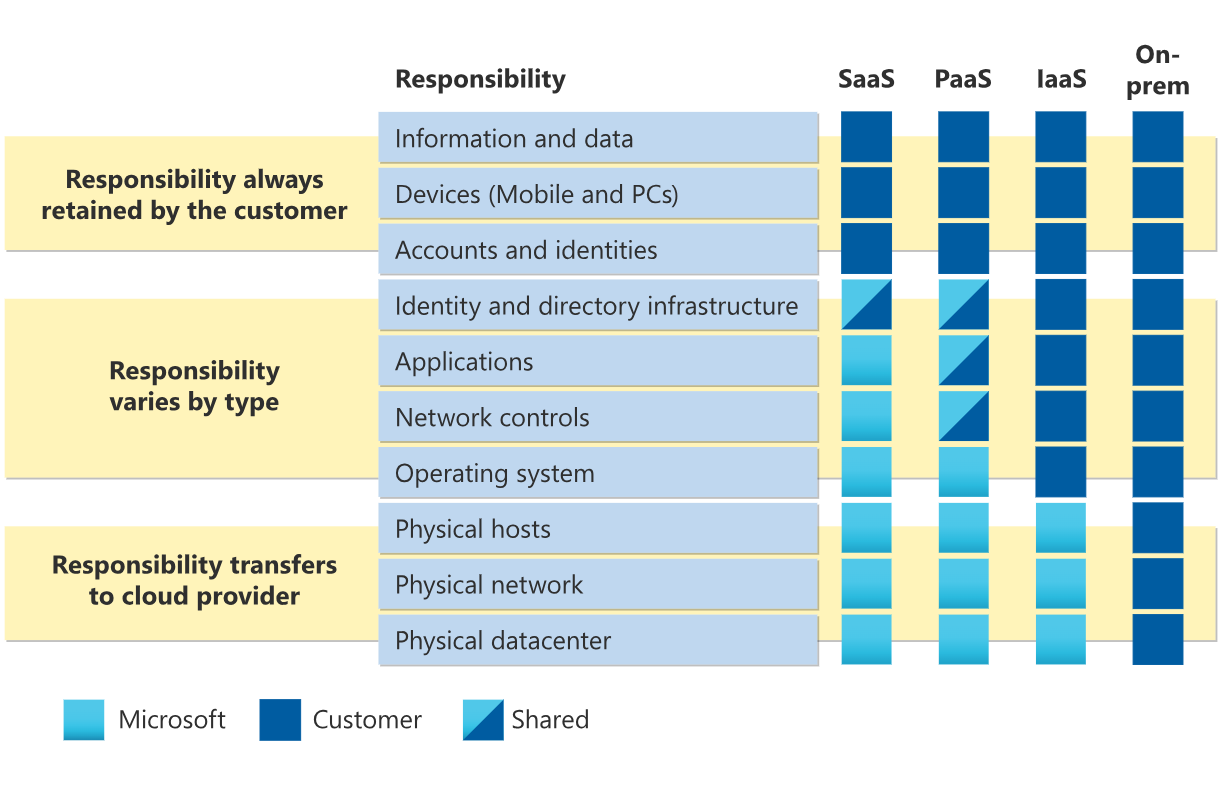 Responsibility
SaaS
PaaS
IaaS
On-
prem
Responsibility always
retained by the customer
Information and data
Devices (Mobile and PCs)
Accounts and identities
Responsibility
varies by type
Identity and directory infrastructure
Applications
Network controls
Operating system
Responsibility transfers
to cloud provider
Physical hosts
Physical network
Physical datacenter
Microsoft
Customer
Shared